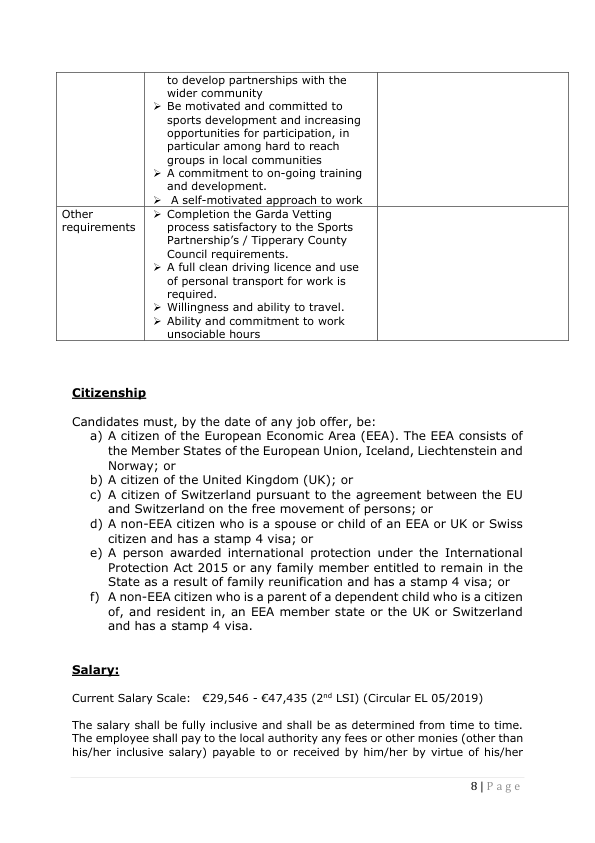 to develop partnerships with the
wider community
➢ Be motivated and committed to
sports development and increasing
opportunities for participation, in
particular among hard to reach
groups in local communities
➢ A commitment to on-going training
and development.
➢ A self-motivated approach to work
Other
requirements
➢ Completion the Garda Vetting
process satisfactory to the Sports
Partnership's / Tipperary County
Council requirements.
➢ A full clean driving licence and use
of personal transport for work is
required.
➢ Willingness and ability to travel.
➢ Ability and commitment to work
unsociable hours
Citizenship
Candidates must, by the date of any job offer, be:
a) A citizen of the European Economic Area (EEA). The EEA consists of
the Member States of the European Union, Iceland, Liechtenstein and
Norway; or
b) A citizen of the United Kingdom (UK); or
c) A citizen of Switzerland pursuant to the agreement between the EU
and Switzerland on the free movement of persons; or
d) A non-EEA citizen who is a spouse or child of an EEA or UK or Swiss
citizen and has a stamp 4 visa; or
e) A person awarded international protection under the International
Protection Act 2015 or any family member entitled to remain in the
State as a result of family reunification and has a stamp 4 visa; or
f) A non-EEA citizen who is a parent of a dependent child who is a citizen
of, and resident in, an EEA member state or the UK or Switzerland
and has a stamp 4 visa.
Salary:
Current Salary Scale: €29,546 - €47,435 (2nd LSI) (Circular EL 05/2019)
The salary shall be fully inclusive and shall be as determined from time to time.
The employee shall pay to the local authority any fees or other monies (other than
his/her inclusive salary) payable to or received by him/her by virtue of his/her
8 | Page